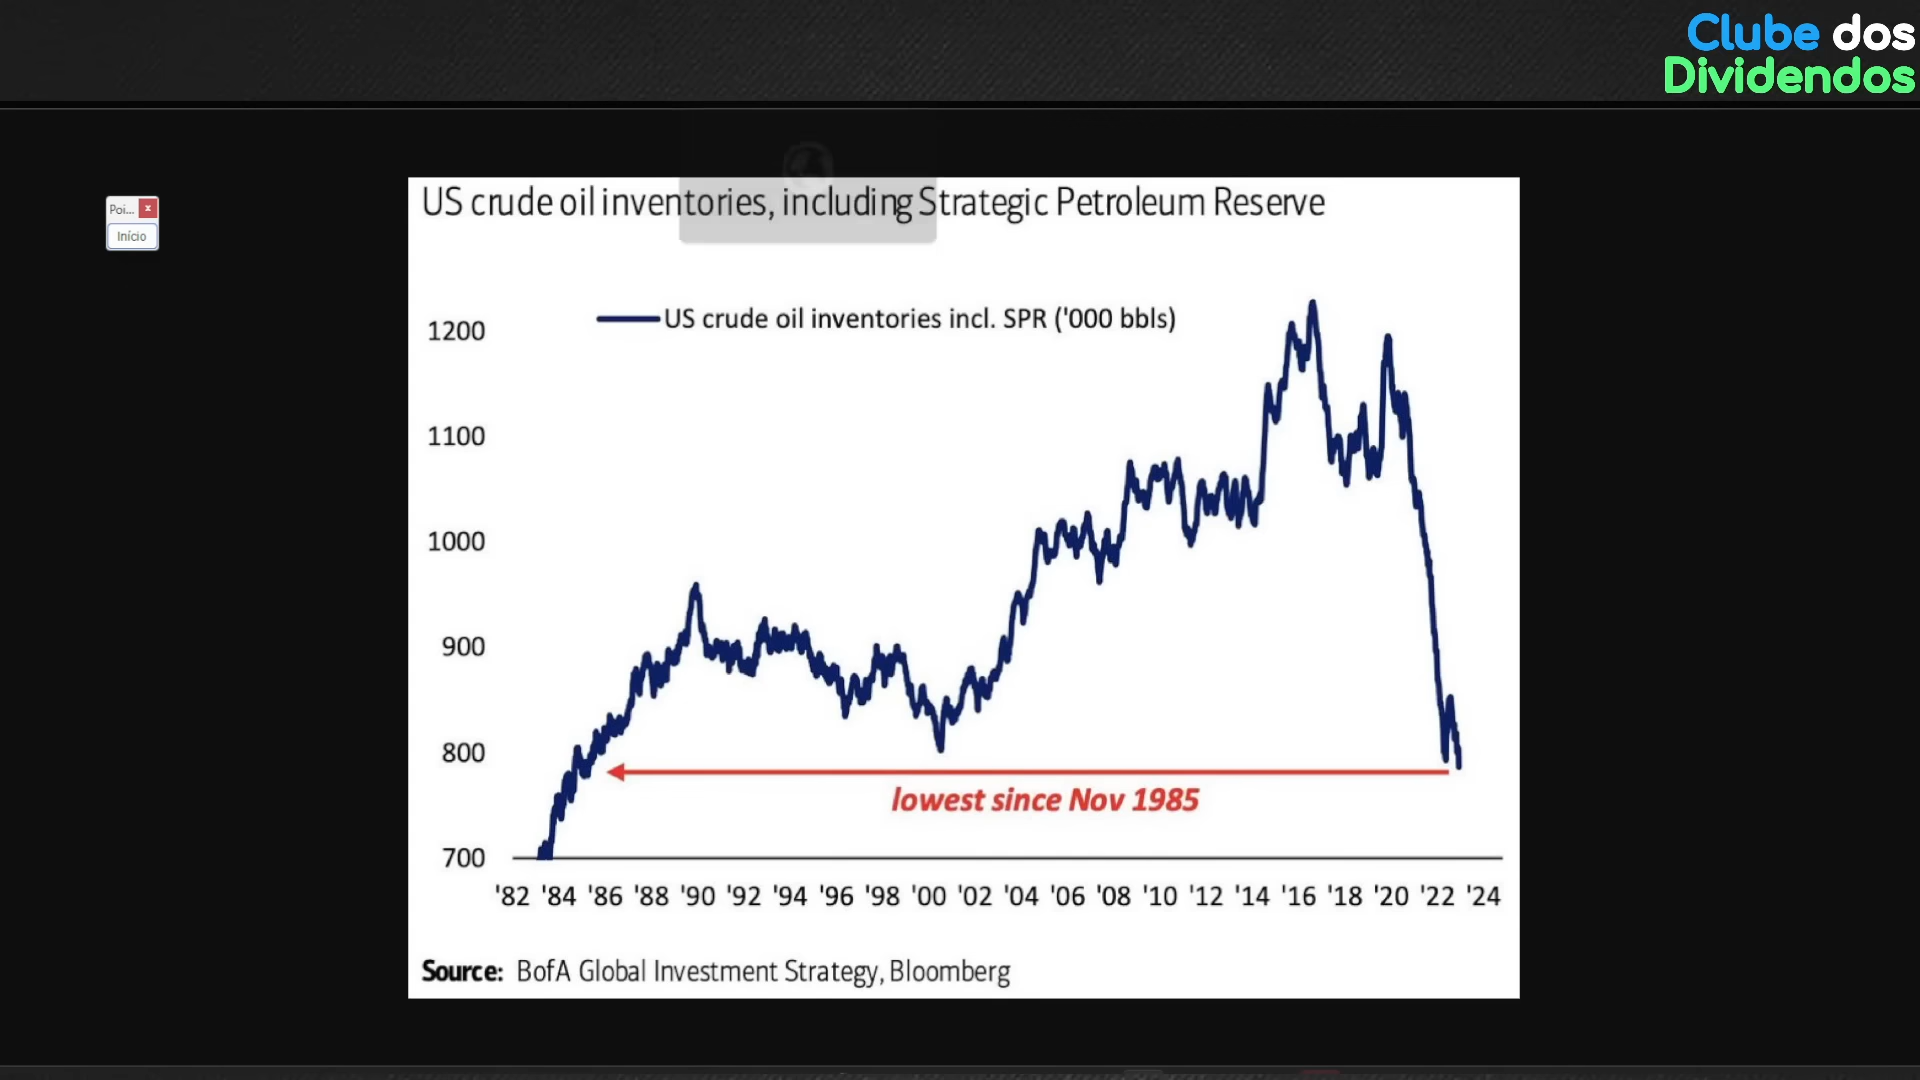 Clube dos
Dividendos
Poi...
x
Início
US crude oil inventories, including Strategic Petroleum Reserve
US crude oil inventories incl. SPR ('000 bbls)
1200
1100
1000
900
800
700
lowest since Nov 1985
'82 '84 '86 '88 '90 '92 '94 '96 '98 '00 '02 '04 '06 '08 '10 '12 '14 '16 '18 '20 '22 '24
Source: BofA Global Investment Strategy, Bloomberg